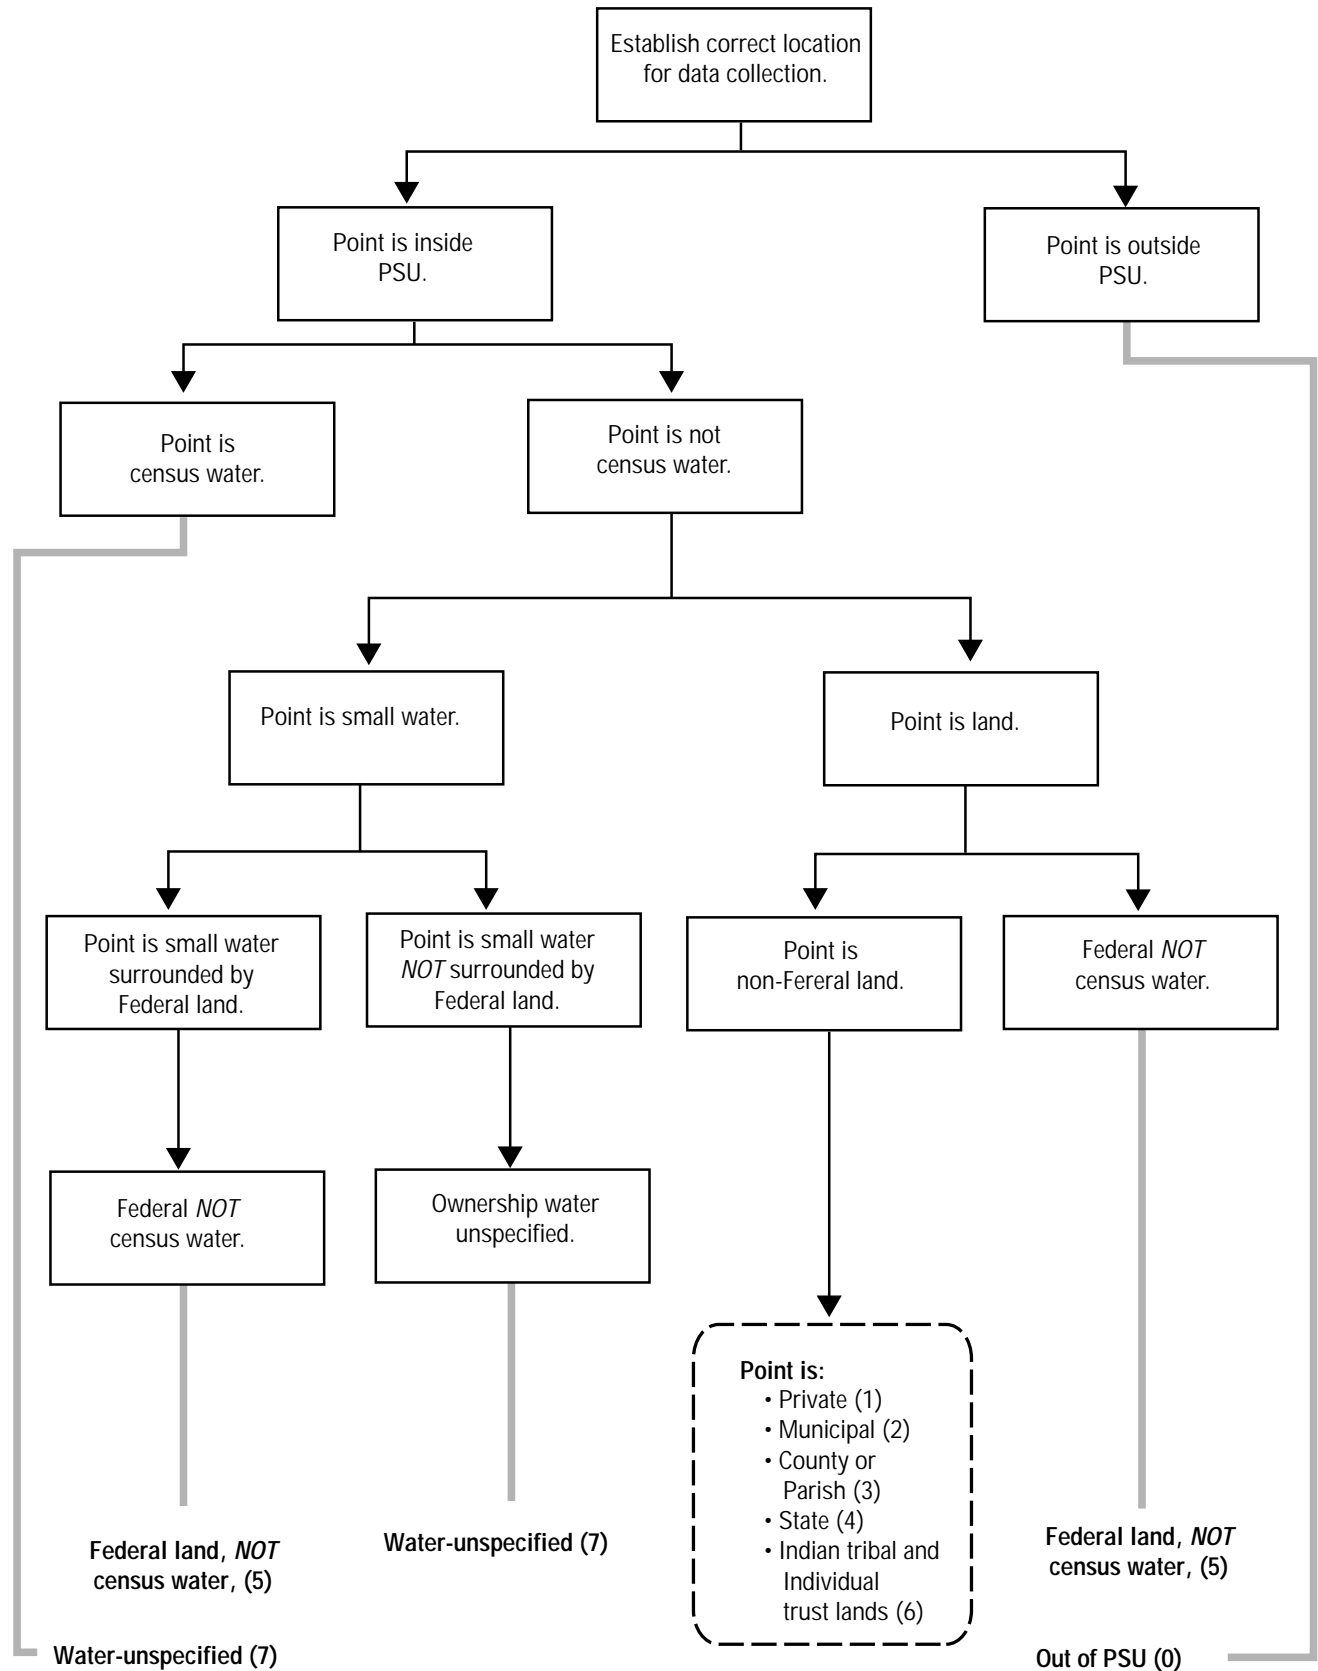 Establish correct location
for data collection.
Point is inside
PSU.
Point is outside
PSU.
Point is
census water.
Point is not
census water.
Point is small water.
Point is land.
Point is small water
surrounded by
Federal land.
Point is small water
NOT surrounded by
Federal land.
Point is
non-Fereral land.
Federal NOT
census water.
Federal NOT
census water.
Ownership water
unspecified.
Point is:
• Private (1)
• Municipal (2)
• County or
Parish (3)
• State (4)
• Indian tribal and
Individual
trust lands (6)
Federal land, NOT
census water, (5)
Water-unspecified (7)
Federal land, NOT
census water, (5)
Water-unspecified (7)
Out of PSU (0)